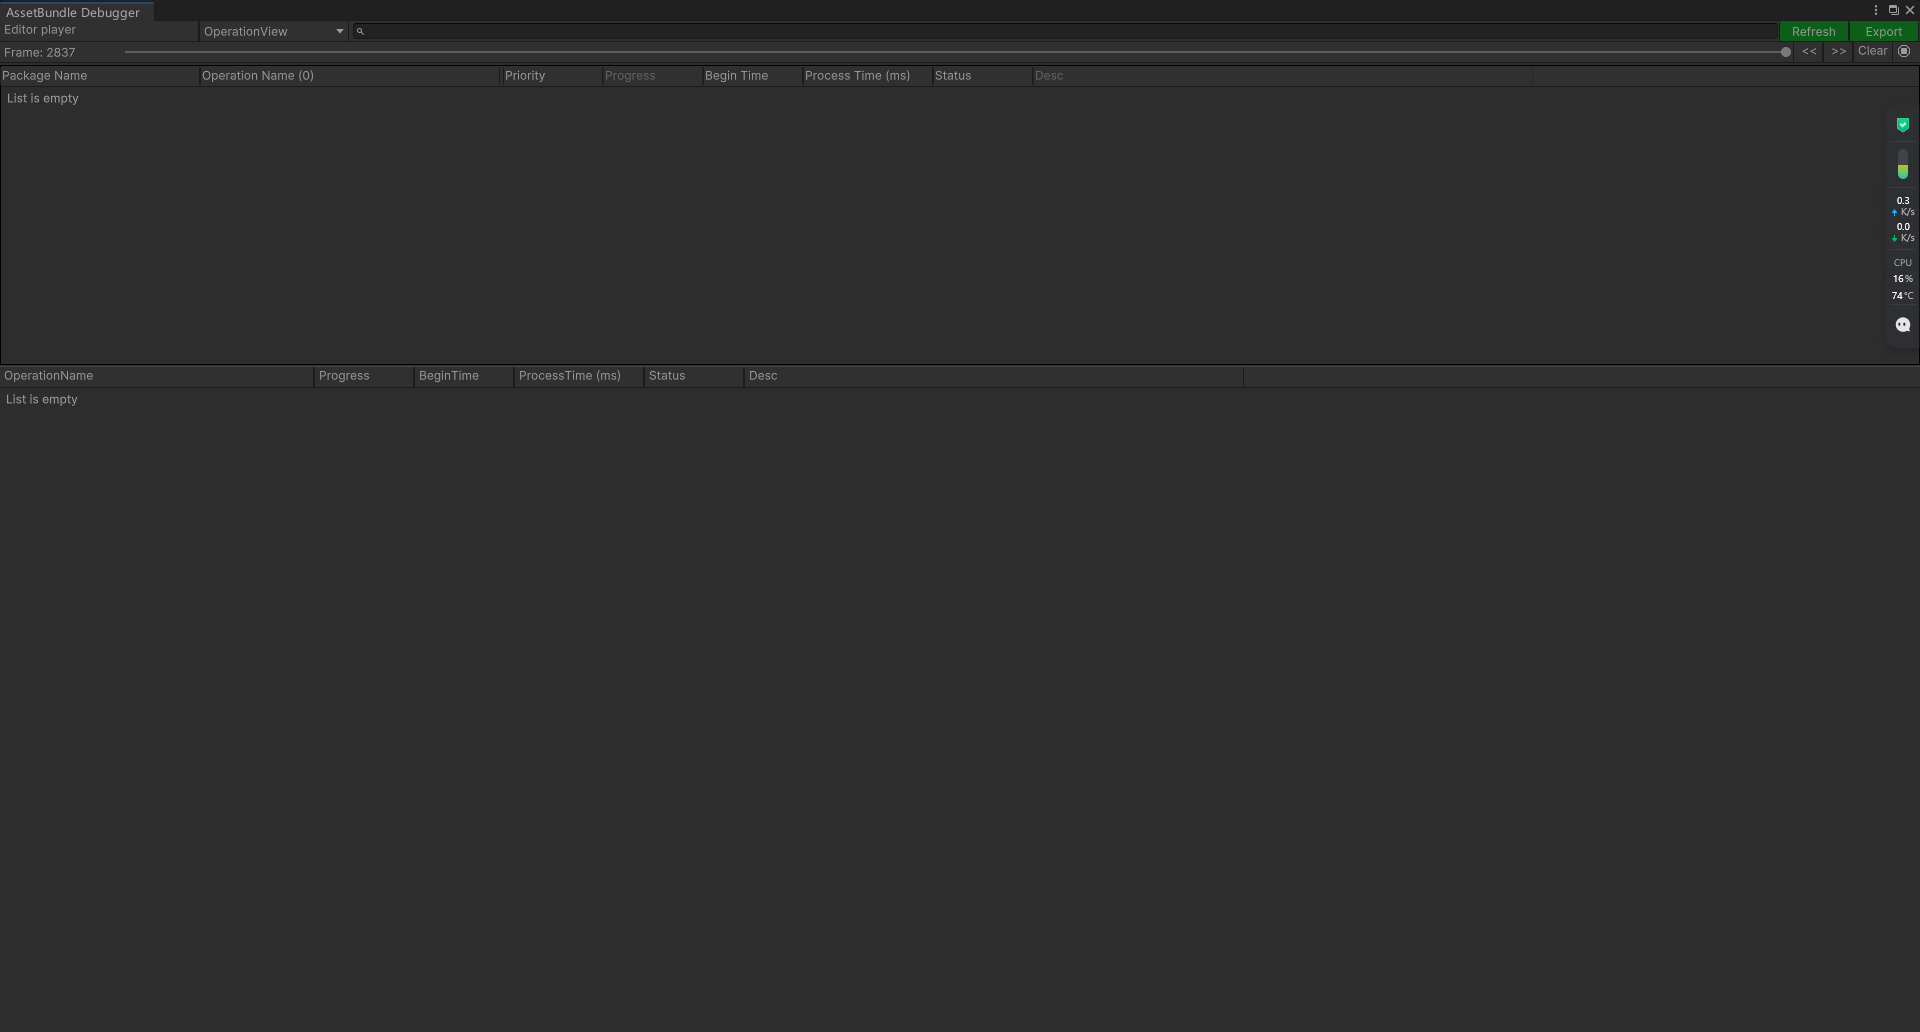 AssetBundle Debugger
Editor player
OperationView
Refresh
Export
Frame: 2837
<< >> Clear
Package Name Operation Name (0) Priority Progress Begin Time Process Time (ms) Status Desc
List is empty
0.3
K/s
0.0
K/s
CPU
16%
74°C
OperationName Progress BeginTime ProcessTime (ms) Status Desc
List is empty